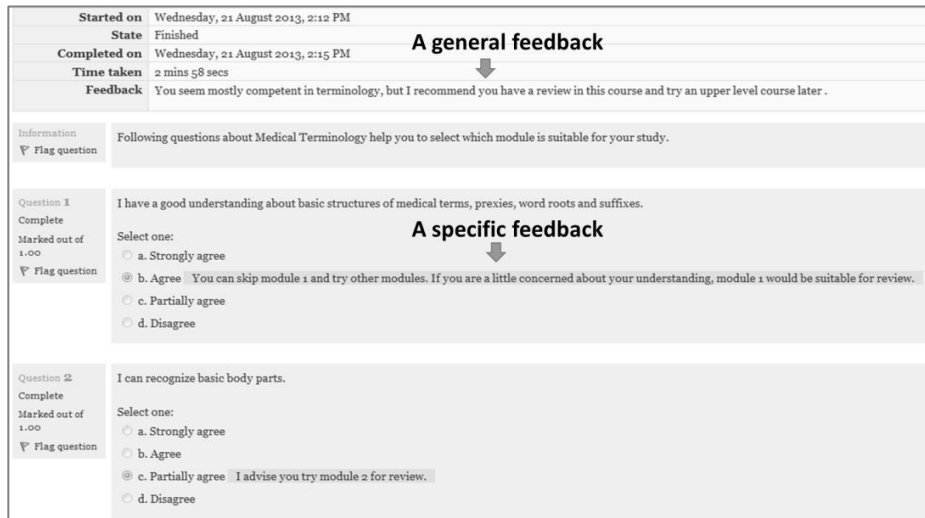 Started on Wednesday, 21 August 2013, 2:12 PM
State Finished
Completed on Wednesday, 21 August 2013, 2:15 PM
A general feedback
Time taken 2 mins 58 secs
Feedback You seem mostly competent in terminology, but I recommend you have a review in this course and try an upper level course later .
Information
Flag question
Following questions about Medical Terminology help you to select which module is suitable for your study.
Question 1
Complete
Marked out of
1.00
Flag question
I have a good understanding about basic structures of medical terms, prexies, word roots and suffixes.
A specific feedback
Select one:
a. Strongly agree
b. Agree You can skip module 1 and try other modules. If you are a little concerned about your understanding, module 1 would be suitable for review.
c. Partially agree
d. Disagree
Question 2
Complete
Marked out of
1.00
Flag question
I can recognize basic body parts.
Select one:
a. Strongly agree
b. Agree
c. Partially agree I advise you try module 2 for review.
d. Disagree